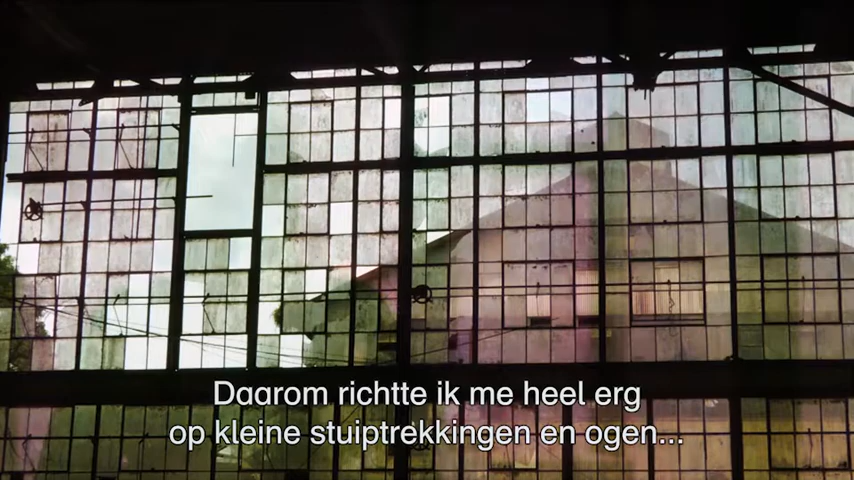 Daarom richtte ik me heel erg
op kleine stuiptrekkingen en ogen...